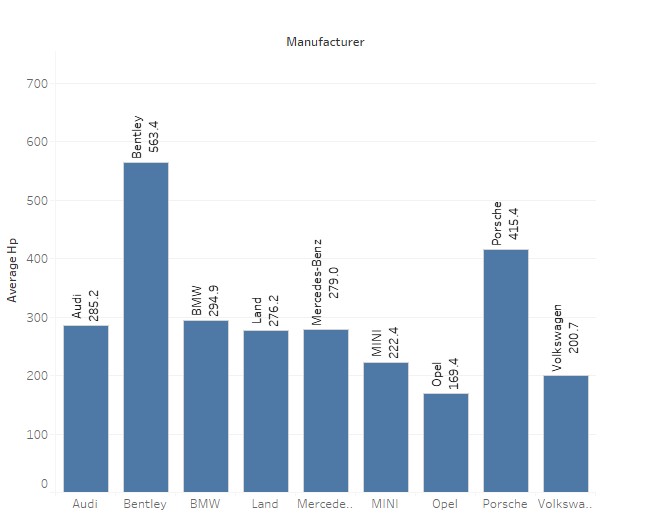 Manufacturer
Average Hp
700
600
500
400
300
200
100
0
Audi
285.2
Bentley
563.4
BMW
294.9
Land
276.2
Mercedes-Benz
279.0
MINI
222.4
Opel
169.4
Porsche
415.4
Volkswagen
200.7
Audi
Bentley
BMW
Land
Mercede..
MINI
Opel
Porsche
Volkswa..